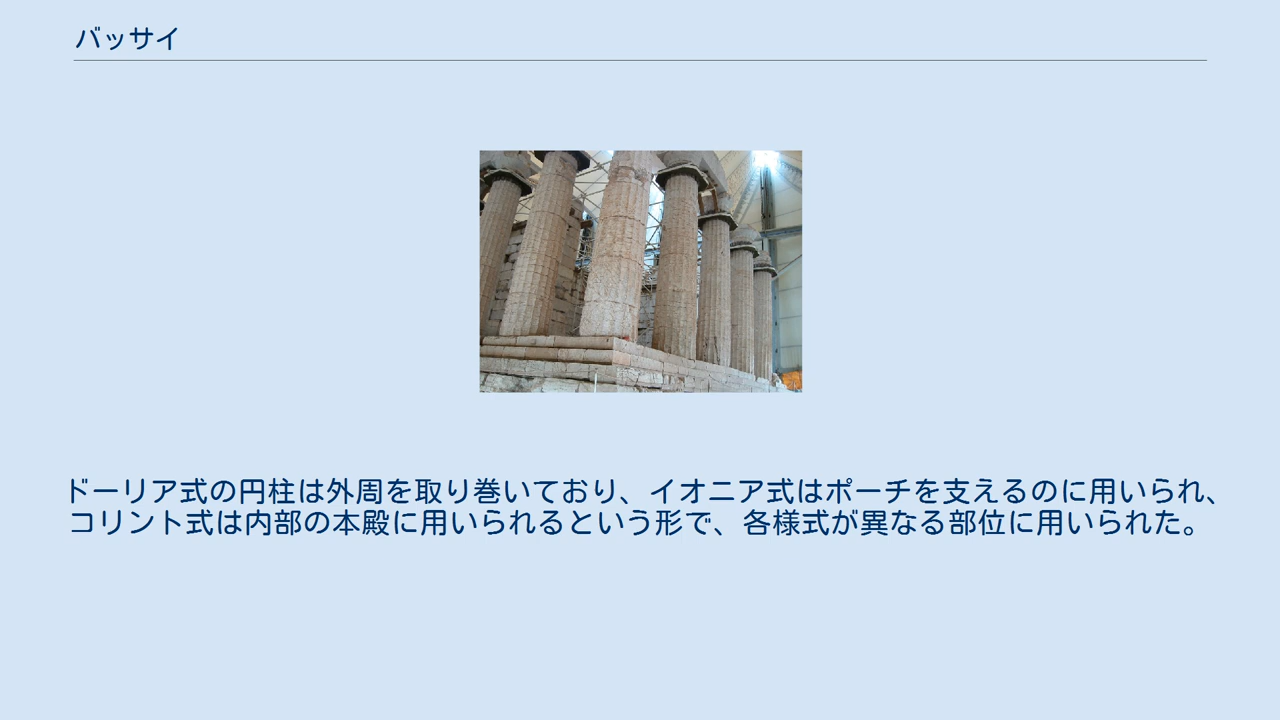 バッサイ
ドーリア式の円柱は外周を取り巻いており、イオニア式はポーチを支えるのに用いられ、
コリント式は内部の本殿に用いられるという形で、各様式が異なる部位に用いられた。